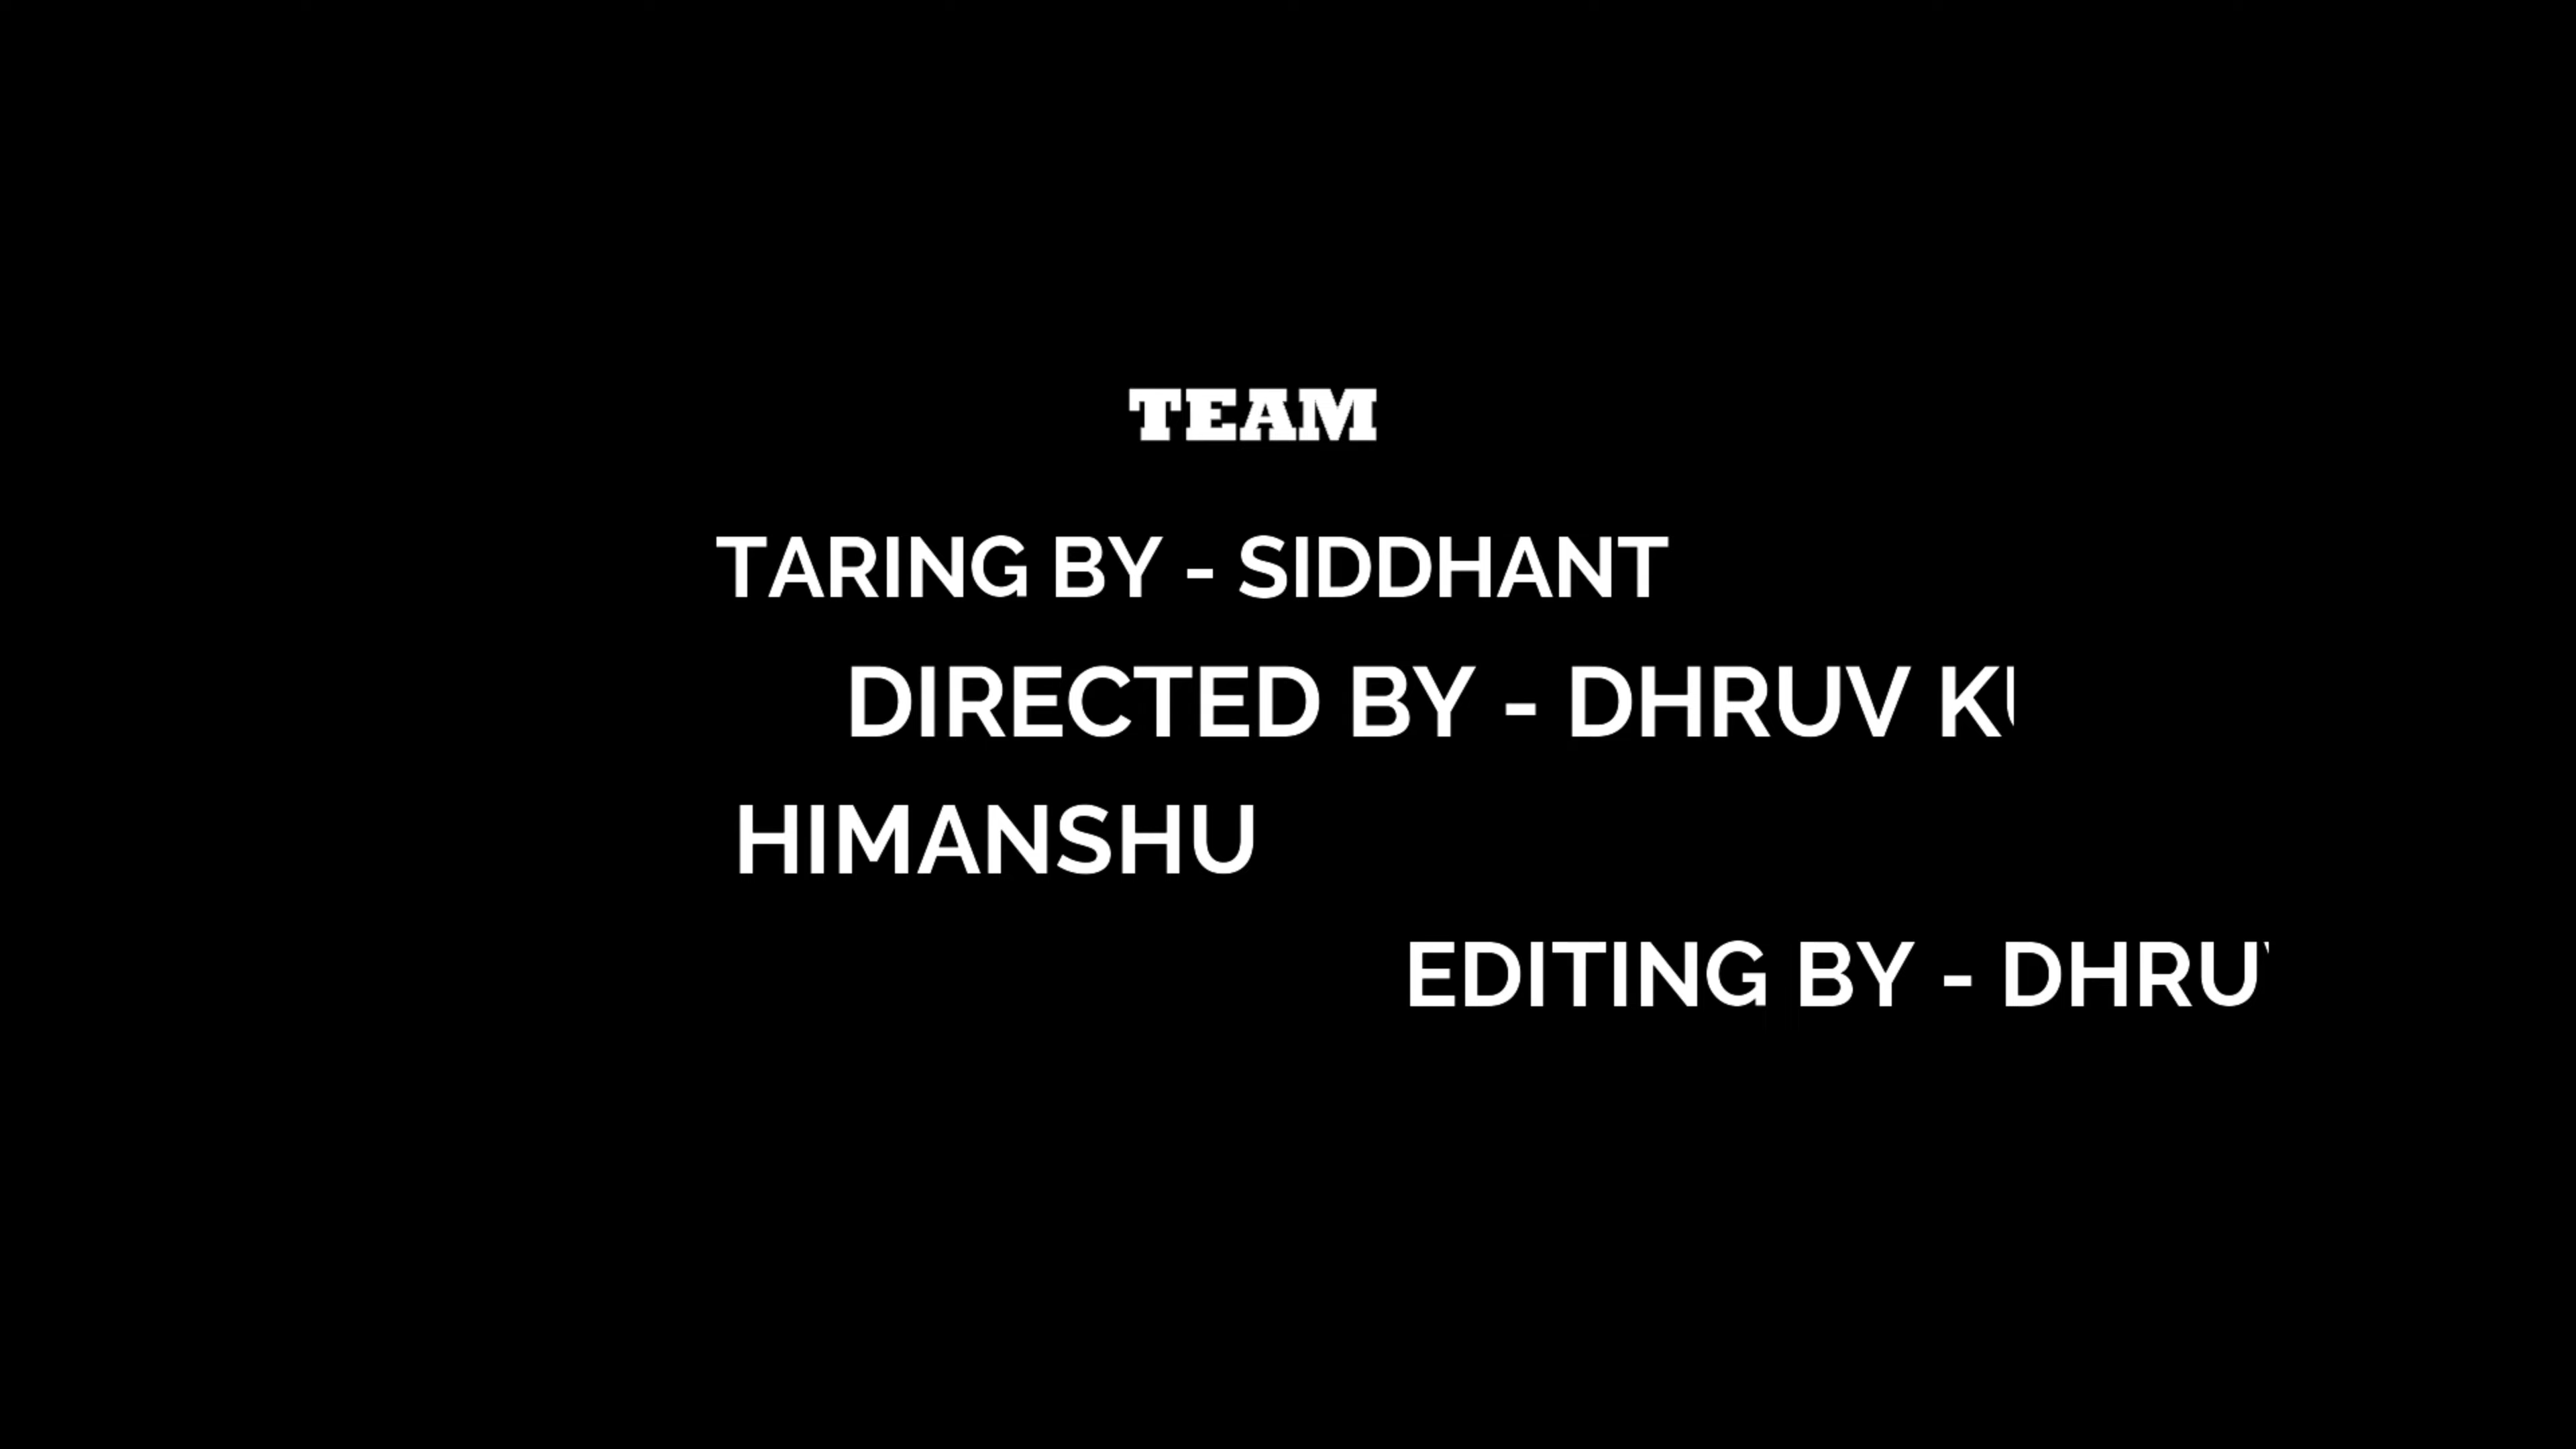 TEAM
TARING BY - SIDDHANT
DIRECTED BY - DHRUV
HIMANSHU
EDITING BY -